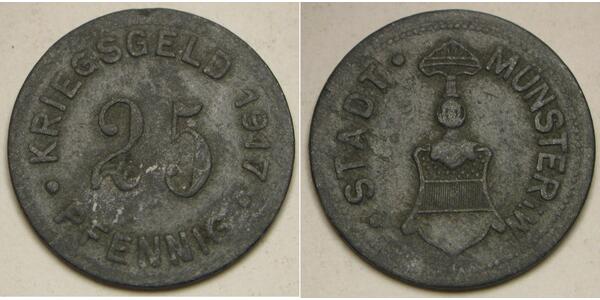 KRIEGSGELD 1917
25
PFENNIG
STADT · MÜNSTER i/W